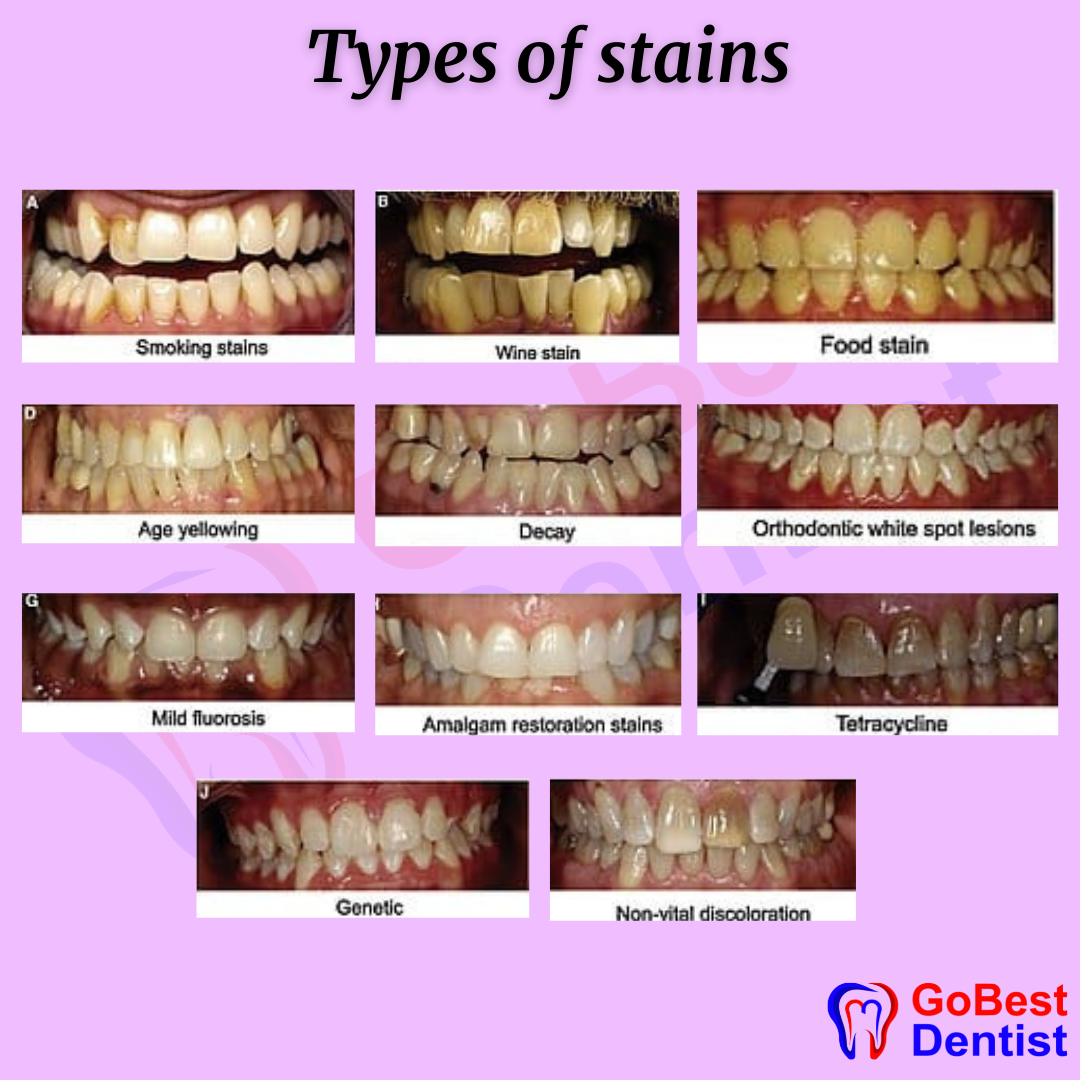 Types of stains
A
B
Smoking stains
Wine stain
Food stain
D
Age yellowing
Decay
Orthodontic white spot lesions
G
I
Mild fluorosis
Amalgam restoration stains
Tetracycline
J
Genetic
Non-vital discoloration
GoBest
Dentist